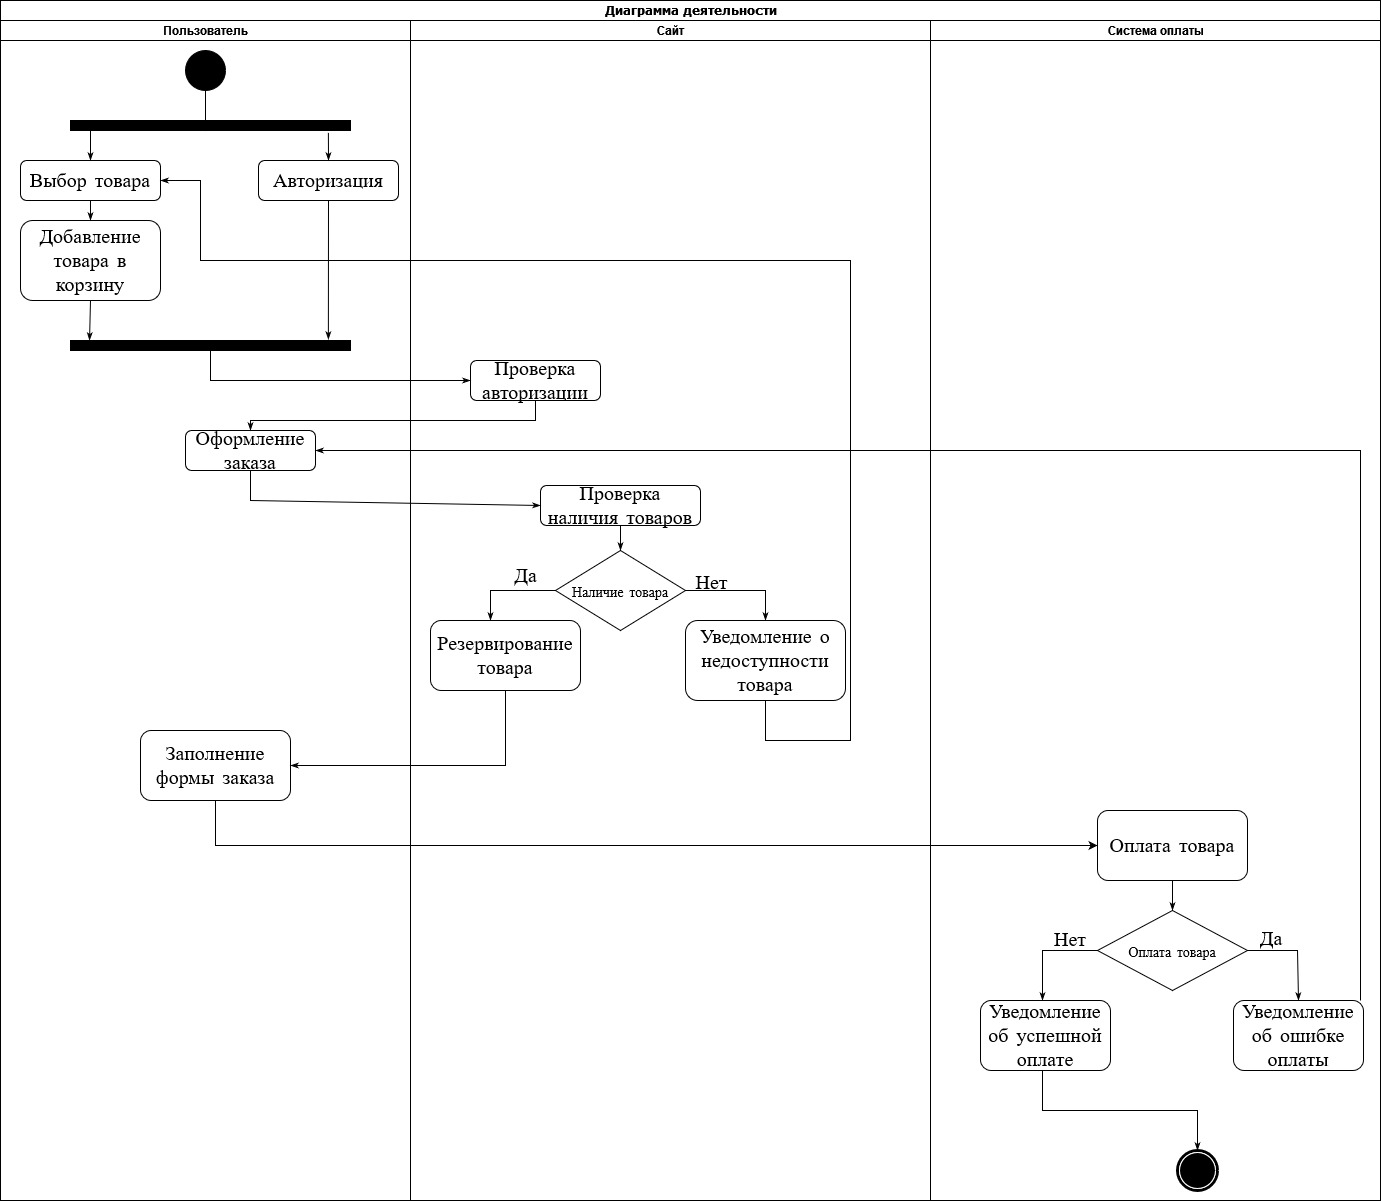 Диаграмма деятельности
Пользователь
Сайт
Система оплаты
Выбор товара
Авторизация
Добавление
товара в
корзину
Проверка
авторизации
Оформление
заказа
Проверка
наличия товаров
Наличие товара
Да
Нет
Резервирование
товара
Уведомление о
недоступности
товара
Заполнение
формы заказа
Оплата товара
Оплата товара
Нет
Да
Уведомление
об успешной
оплате
Уведомление
об ошибке
оплаты